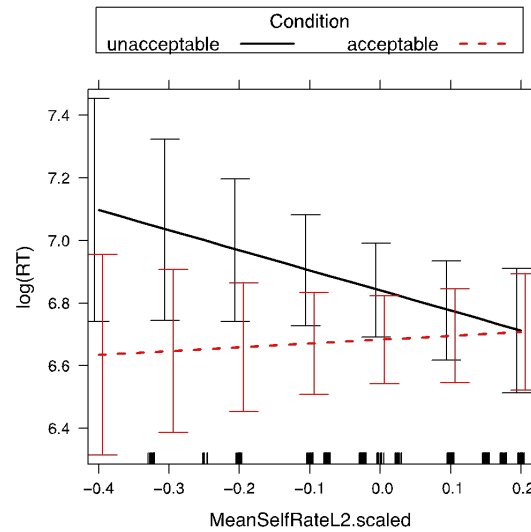 Condition
unacceptable acceptable
7.4
7.2
7.0
6.8
6.6
6.4
log(RT)
−0.4 −0.3 −0.2 −0.1 0.0 0.1 0.2
MeanSelfRateL2.scaled